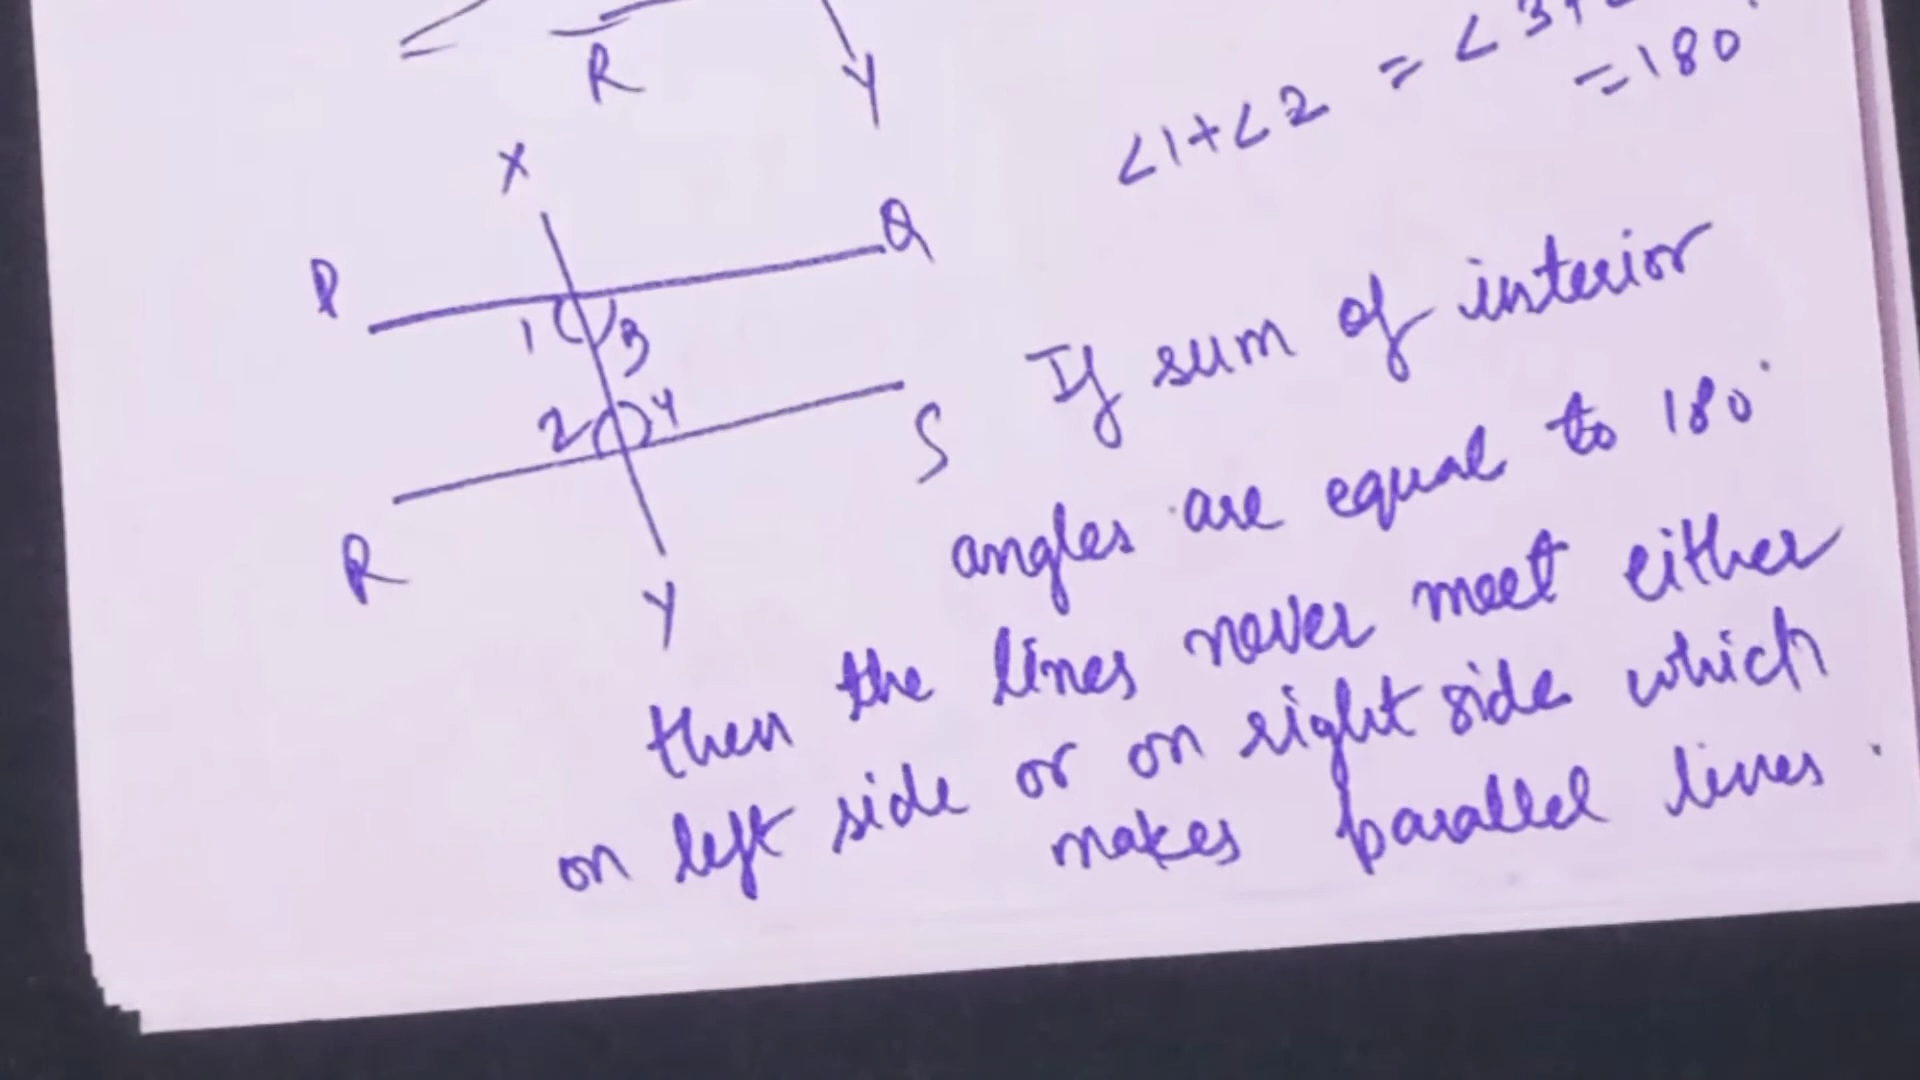 R
Y
∠1+∠2 = ∠3+
=180°
X
P
Q
1
3
2
4
R
S
Y
If sum of interior
angles are equal to 180°
then the lines never meet either
on left side or on right side which
makes parallel lines.